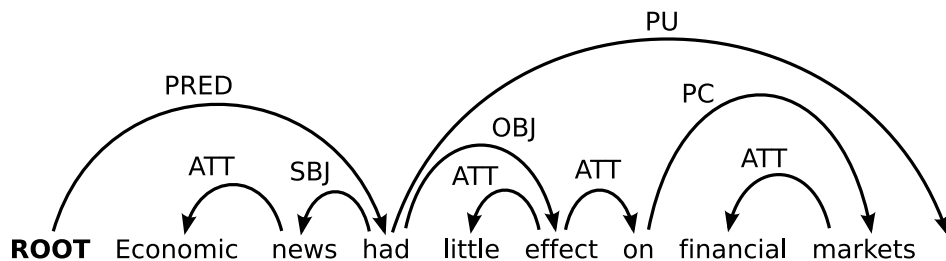 PU
PRED
PC
OBJ
ATT
SBJ
ATT
ATT
ATT
ROOT Economic news had little effect on financial markets